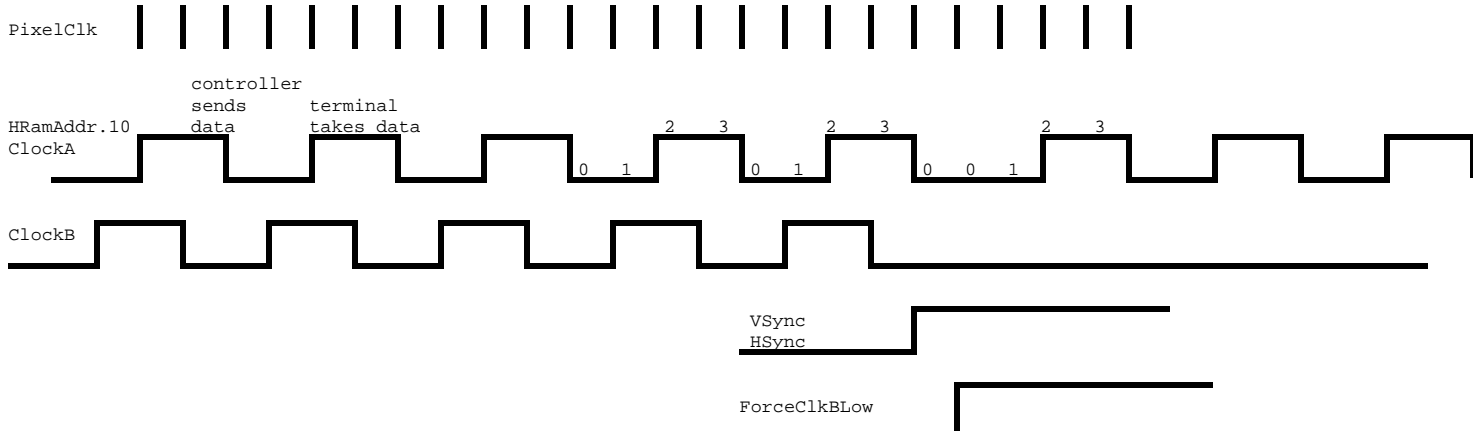 PixelClk
controller
sends terminal
HRamAddr.10 data takes data 2 3 2 3 2 3
ClockA
0 1 0 1 0 0 1
ClockB
VSync
HSync
ForceClkBLow